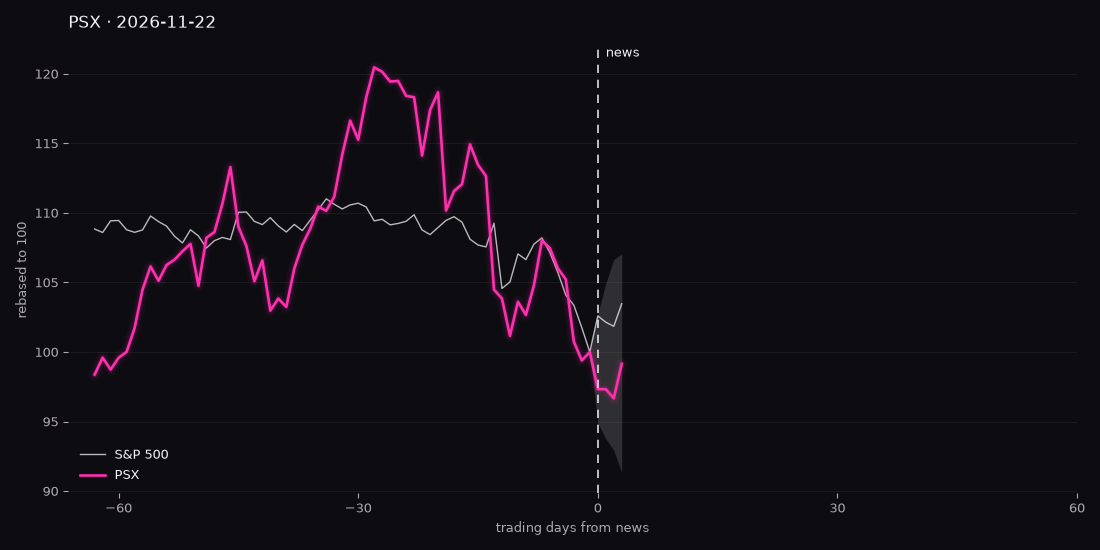 PSX · 2026-11-22
news
120
115
110
105
100
95
90
rebased to 100
S&P 500
PSX
−60
−30
0
30
60
trading days from news